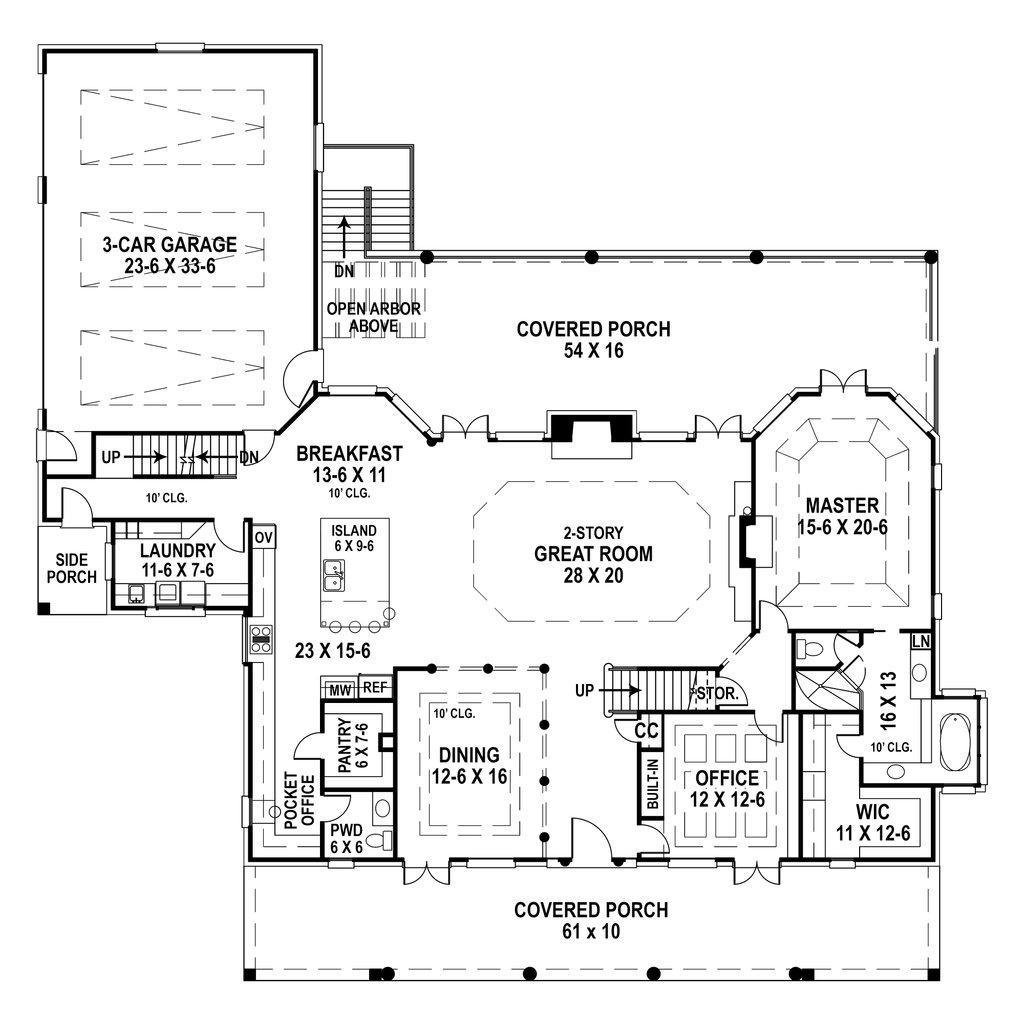 3-CAR GARAGE
23-6 X 33-6
DN
OPEN ARBOR
ABOVE
COVERED PORCH
54 X 16
UP
DN
10' CLG.
BREAKFAST
13-6 X 11
10' CLG.
MASTER
15-6 X 20-6
2-STORY
GREAT ROOM
28 X 20
ISLAND
6 X 9-6
OV
LAUNDRY
11-6 X 7-6
SIDE
PORCH
23 X 15-6
LN
MW
REF
UP
STOR.
16 X 13
10' CLG.
10' CLG.
DINING
12-6 X 16
PANTRY
6 X 7-6
CC
BUILT-IN
OFFICE
12 X 12-6
POCKET
OFFICE
PWD
6 X 6
WIC
11 X 12-6
COVERED PORCH
61 x 10